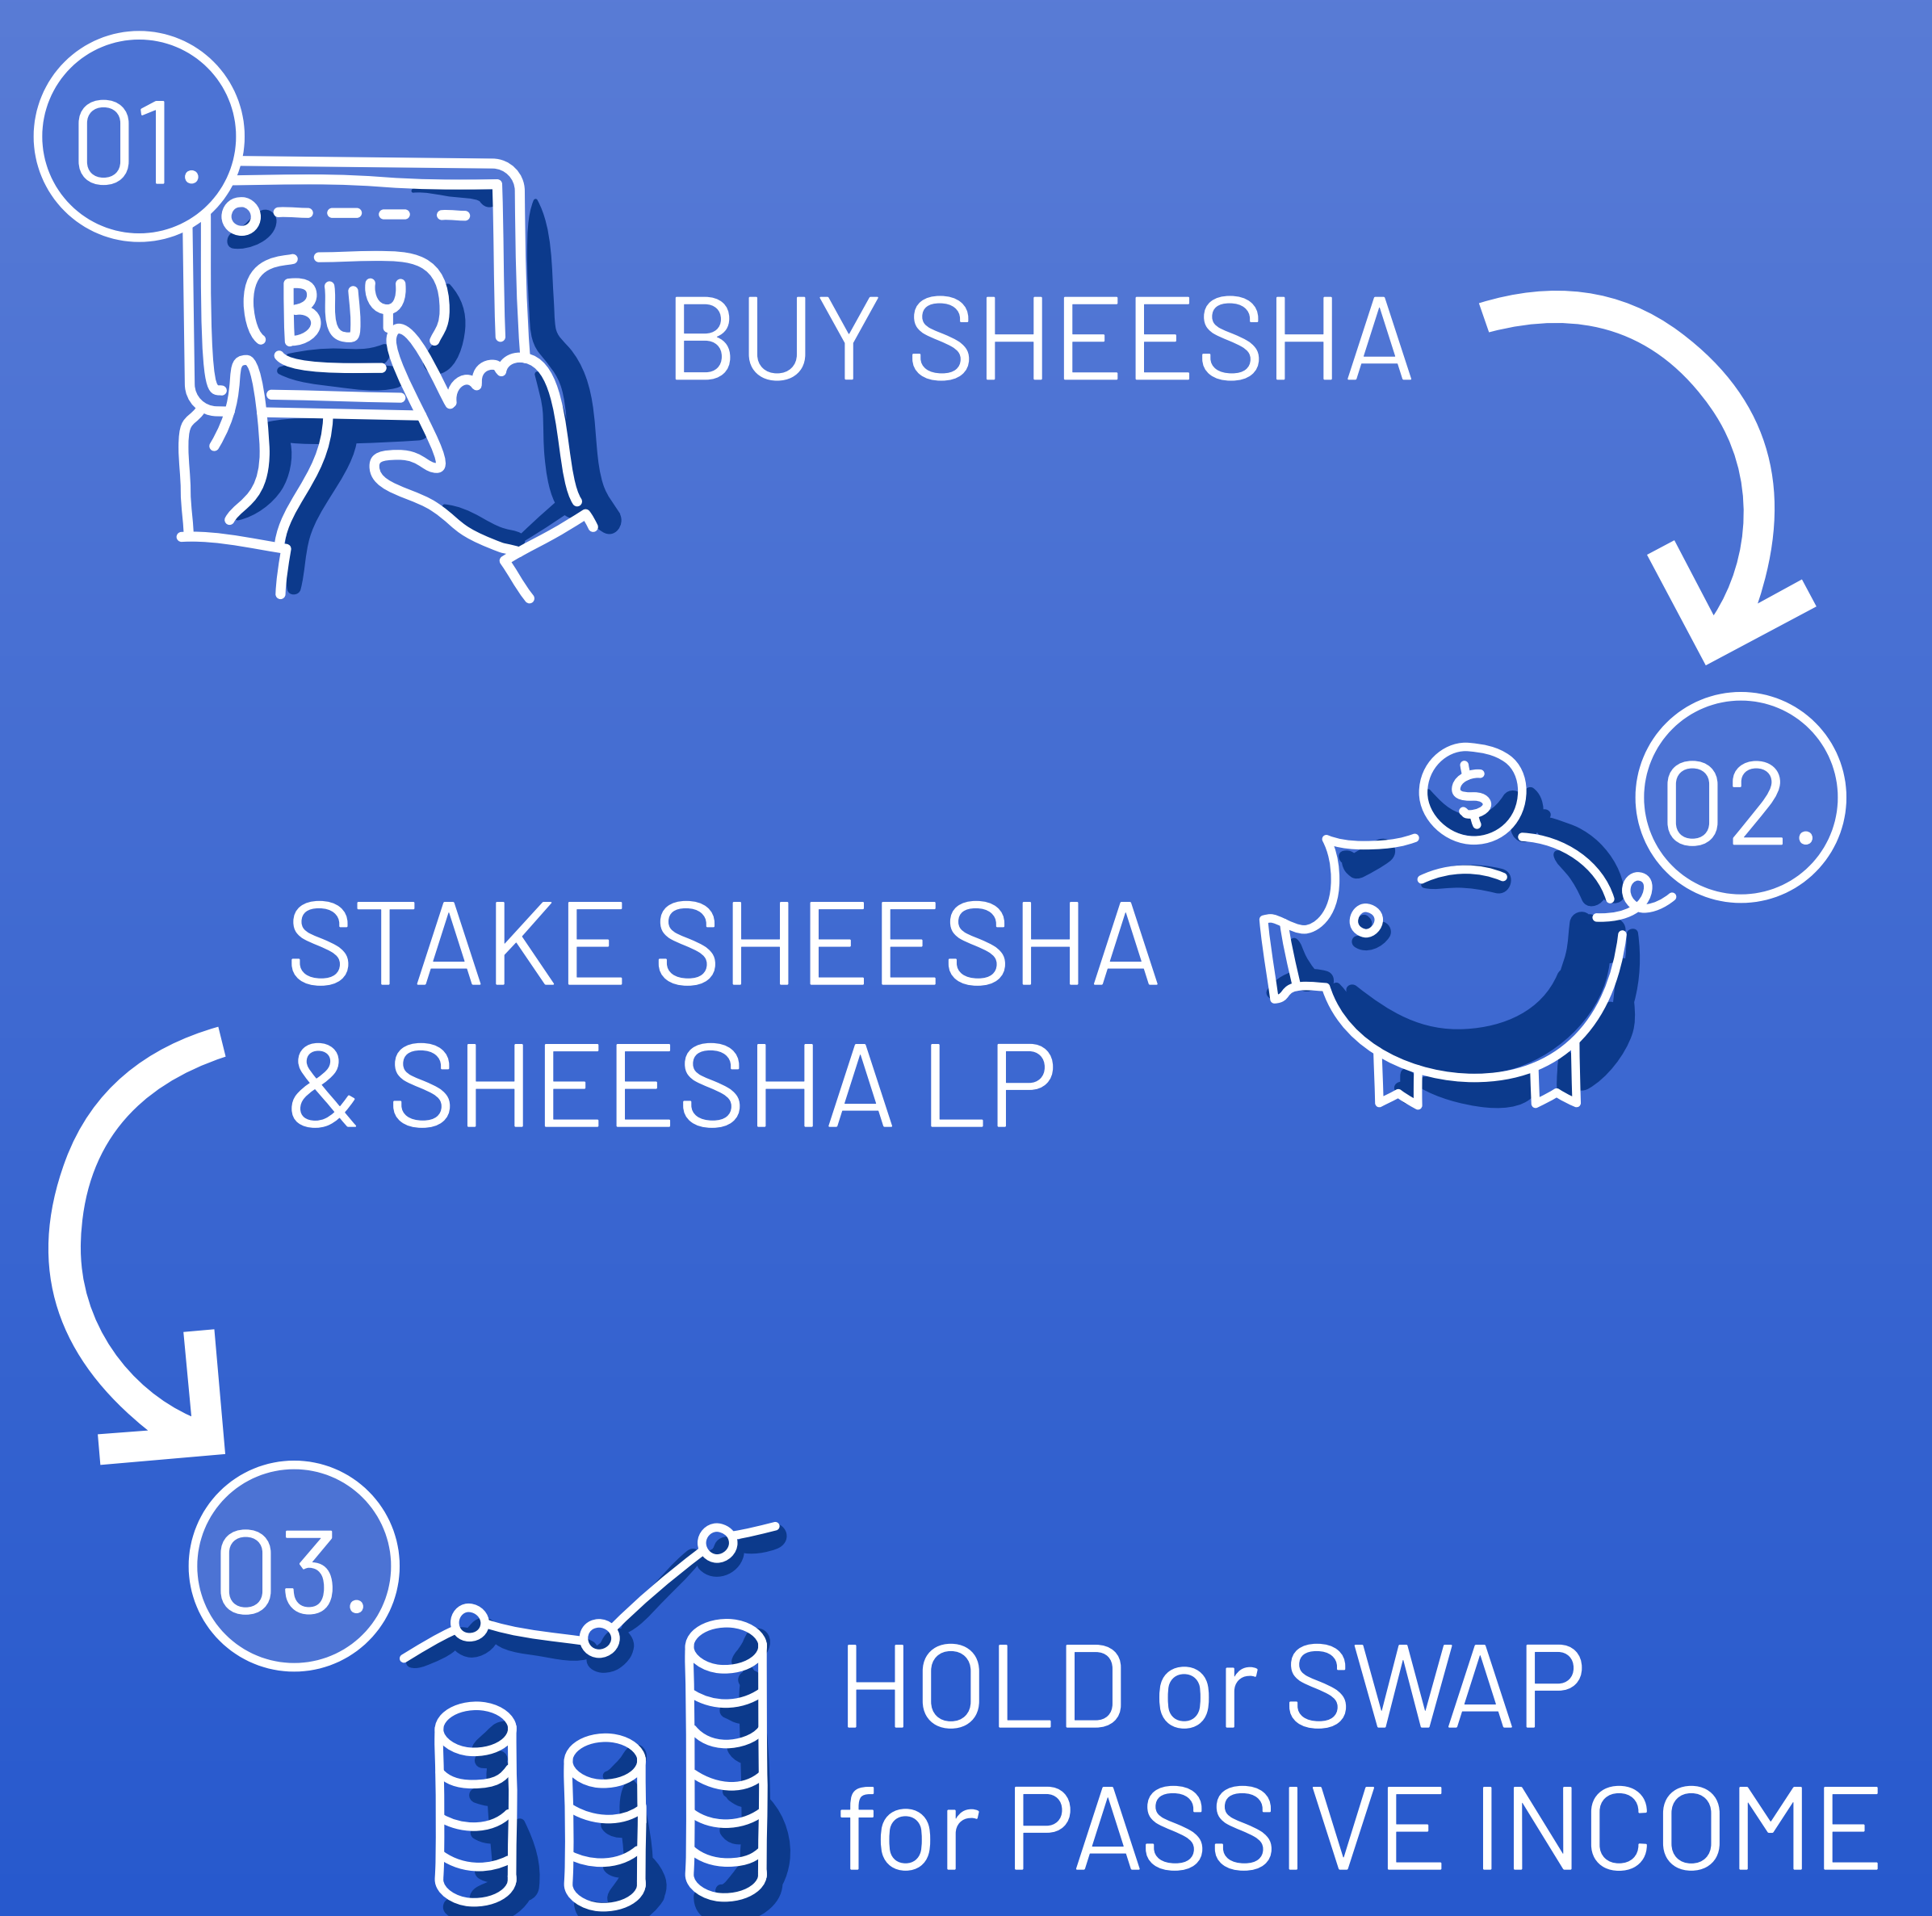 01.
BUY
BUY SHEESHA
$
02.
STAKE SHEESHA
& SHEESHA LP
03.
HOLD or SWAP
for PASSIVE INCOME